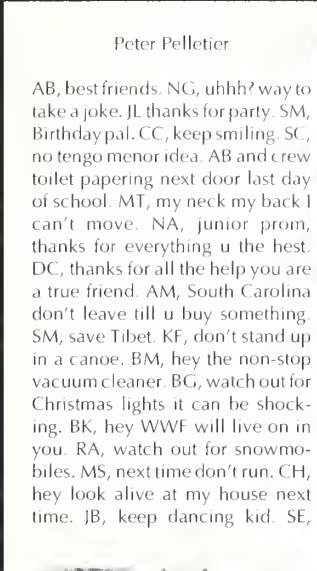 Peter Pelletier
AB, best friends. NG, uhhh? way to
take a joke. JL thanks for party. SM,
Birthday pal. CC, keep smiling. SC,
no tengo menor idea. AB and crew
toilet papering next door last day
of school. MT, my neck my back I
can't move. NA, junior prom,
thanks for everything u the hest.
DC, thanks for all the help you are
a true friend. AM, South Carolina
don't leave till u buy something.
SM, save Tibet. KF, don't stand up
in a canoe. BM, hey the non-stop
vacuum cleaner. BG, watch out for
Christmas lights it can be shock-
ing. BK, hey WWF will live on in
you. RA, watch out for snowmo-
biles. MS, next time don't run. CH,
hey look alive at my house next
time. JB, keep dancing kid. SE,